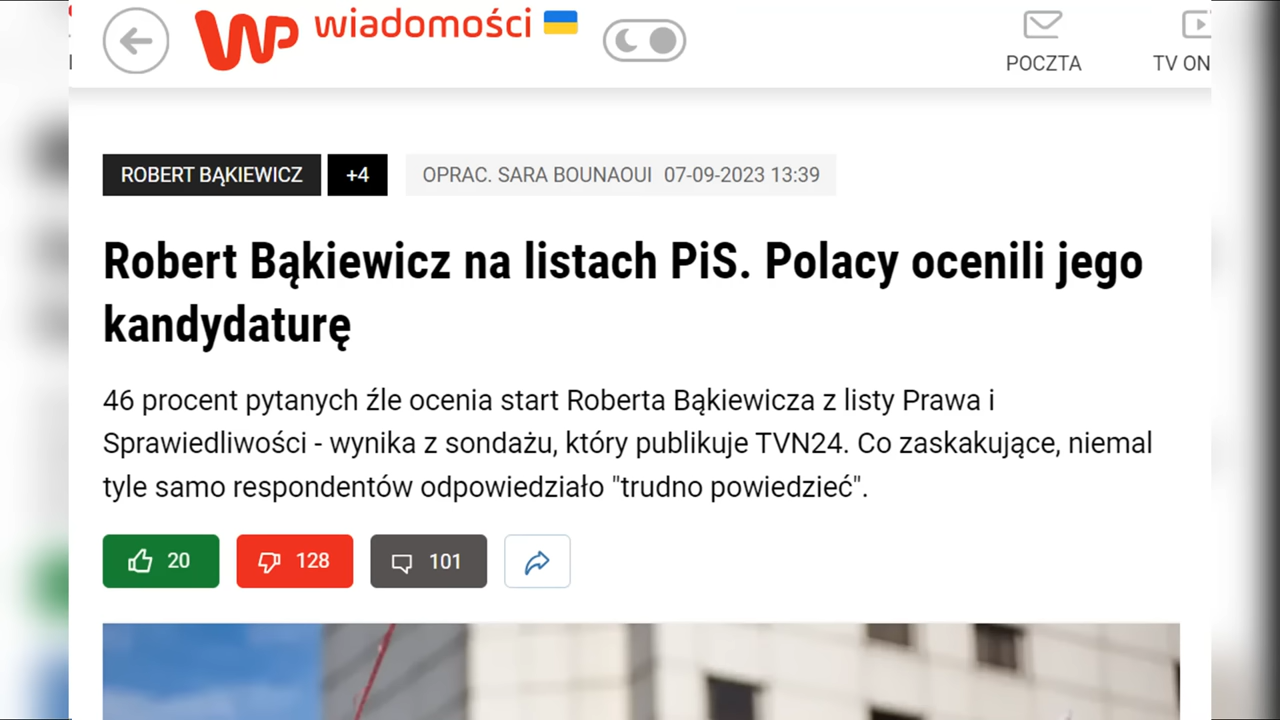 wp wiadomości
POCZTA
TV ON
ROBERT BĄKIEWICZ +4 OPRAC. SARA BOUNAOUI 07-09-2023 13:39
Robert Bąkiewicz na listach PiS. Polacy ocenili jego
kandydaturę
46 procent pytanych źle ocenia start Roberta Bąkiewicza z listy Prawa i
Sprawiedliwości - wynika z sondażu, który publikuje TVN24. Co zaskakujące, niemal
tyle samo respondentów odpowiedziało "trudno powiedzieć".
20 128 101